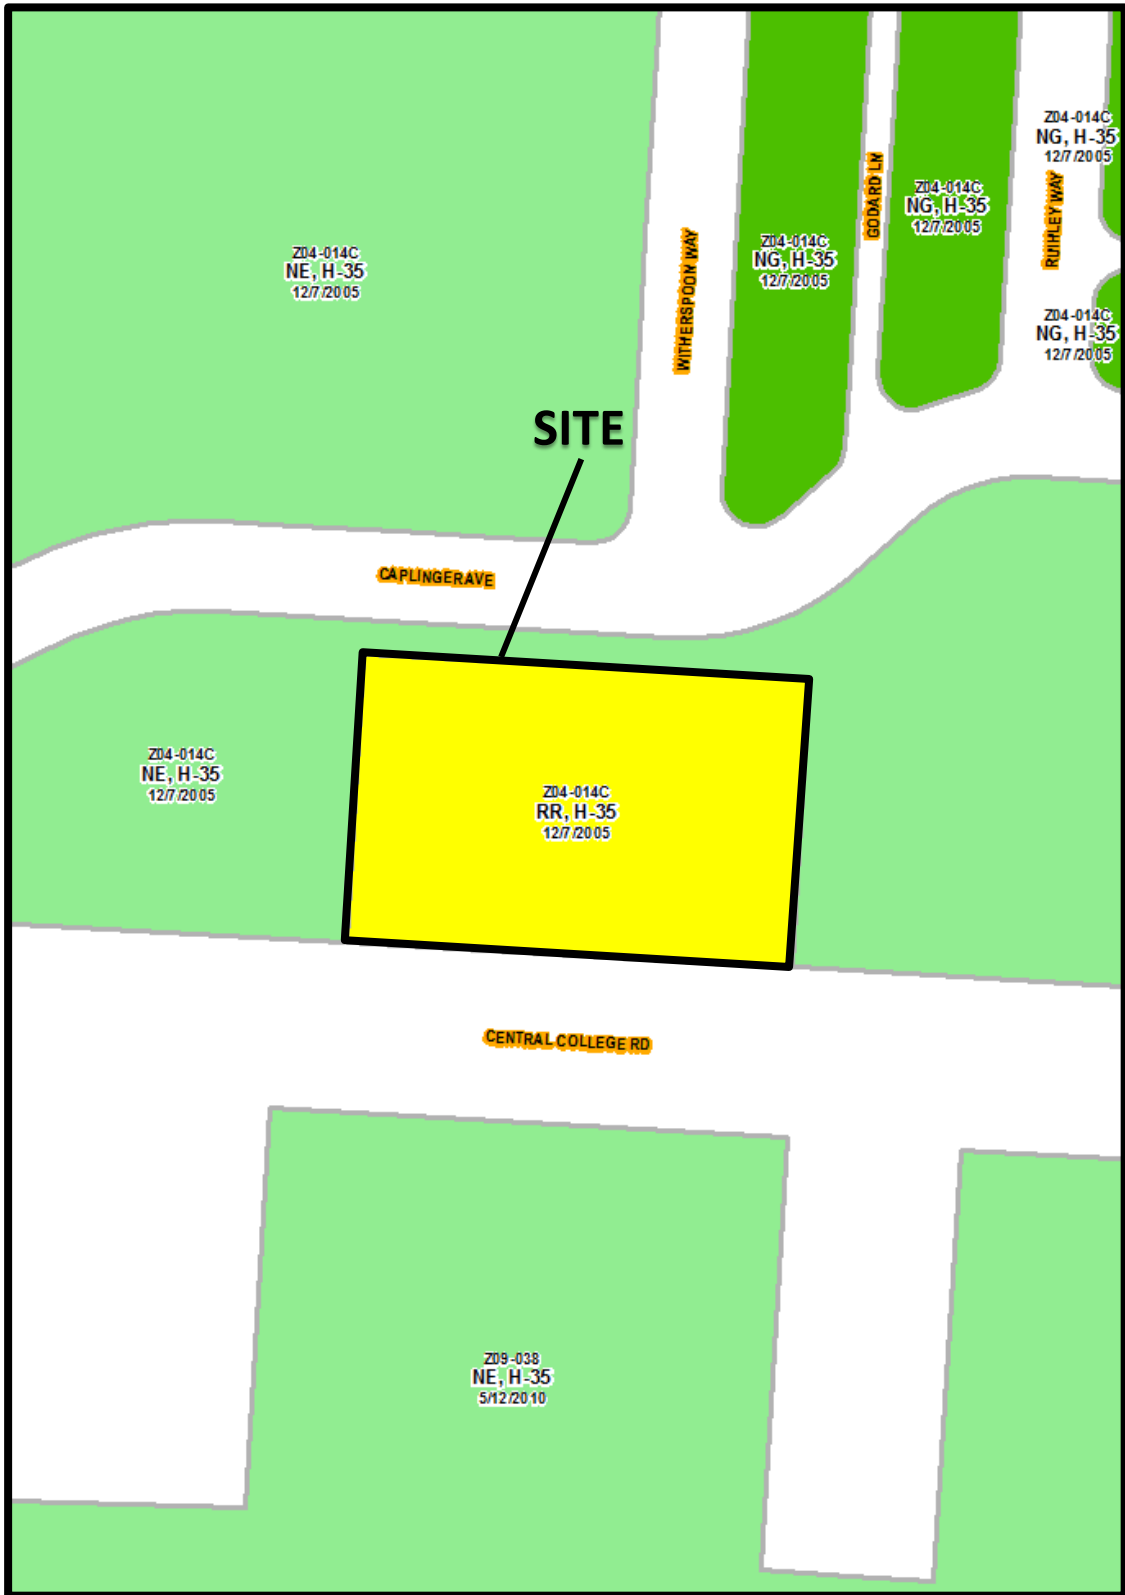 Z04-014C
NG, H-35
12/7/2005
GODARD LN
RUIHLEY WAY
Z04-014C
NG, H-35
12/7/2005
WITHERSPOON WAY
Z04-014C
NG, H-35
12/7/2005
Z04-014C
NE, H-35
12/7/2005
Z04-014C
NG, H-35
12/7/2005
SITE
CAPLINGER AVE
Z04-014C
NE, H-35
12/7/2005
Z04-014C
RR, H-35
12/7/2005
CENTRAL COLLEGE RD
Z09-038
NE, H-35
5/12/2010